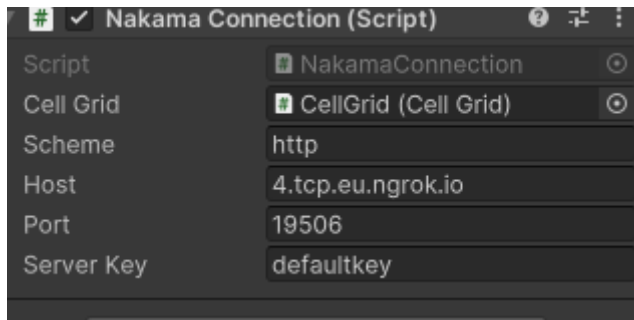 # Nakama Connection (Script)
Script # NakamaConnection
Cell Grid # CellGrid (Cell Grid)
Scheme http
Host 4.tcp.eu.ngrok.io
Port 19506
Server Key defaultkey